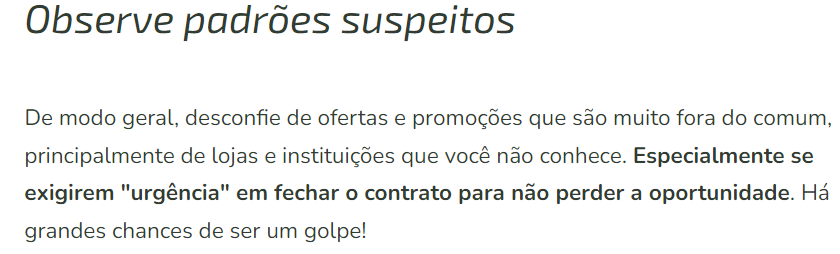 Observe padrões suspeitos
De modo geral, desconfie de ofertas e promoções que são muito fora do comum,
principalmente de lojas e instituições que você não conhece. Especialmente se
exigirem "urgência" em fechar o contrato para não perder a oportunidade. Há
grandes chances de ser um golpe!